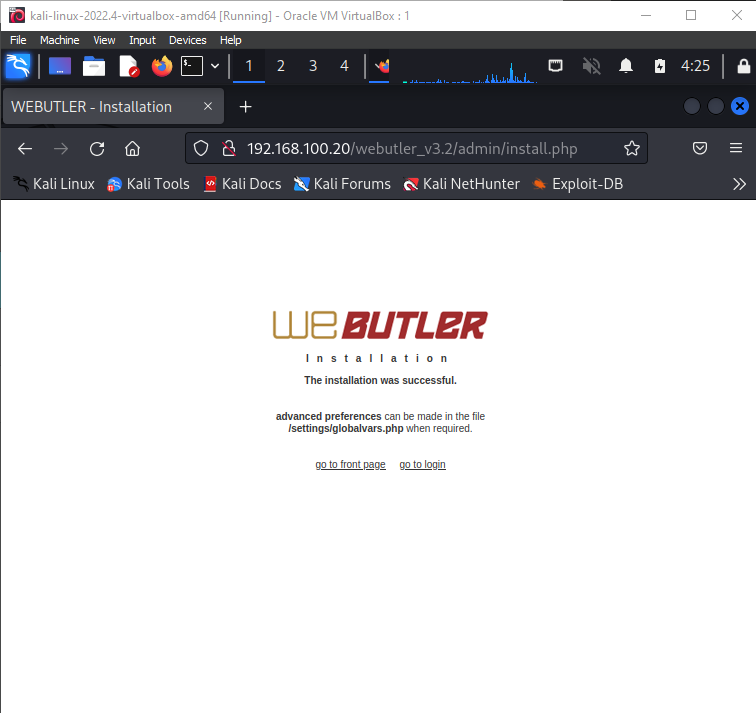 kali-linux-2022.4-virtualbox-amd64 [Running] - Oracle VM VirtualBox : 1
File Machine View Input Devices Help
1 2 3 4 4:25
WEBUTLER - Installation
192.168.100.20/webutler_v3.2/admin/install.php
Kali Linux Kali Tools Kali Docs Kali Forums Kali NetHunter Exploit-DB
WEBUTLER
Installation
The installation was successful.
advanced preferences can be made in the file
/settings/globalvars.php when required.
go to front page go to login